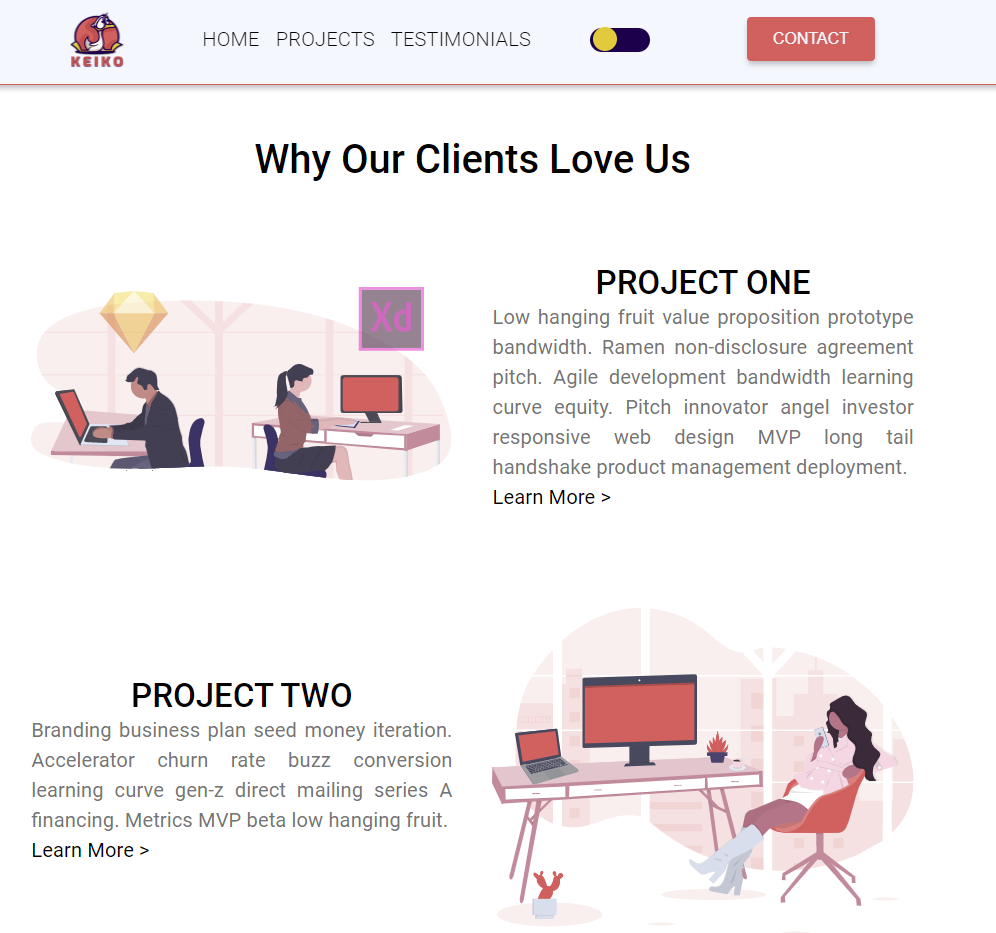 KEIKO
HOME PROJECTS TESTIMONIALS
CONTACT
Why Our Clients Love Us
Xd
PROJECT ONE
Low hanging fruit value proposition prototype
bandwidth. Ramen non-disclosure agreement
pitch. Agile development bandwidth learning
curve equity. Pitch innovator angel investor
responsive web design MVP long tail
handshake product management deployment.
Learn More >
PROJECT TWO
Branding business plan seed money iteration.
Accelerator churn rate buzz conversion
learning curve gen-z direct mailing series A
financing. Metrics MVP beta low hanging fruit.
Learn More >